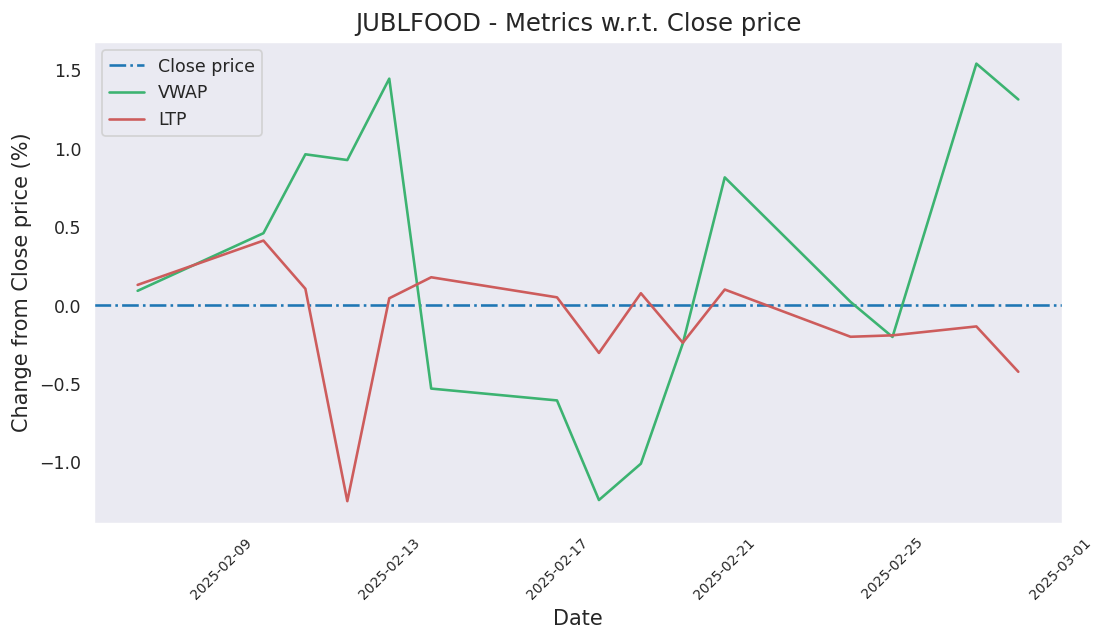 JUBLFOOD - Metrics w.r.t. Close price
Close price
VWAP
LTP
Change from Close price (%)
1.5
1.0
0.5
0.0
−0.5
−1.0
2025-02-09
2025-02-13
2025-02-17
2025-02-21
2025-02-25
2025-03-01
Date